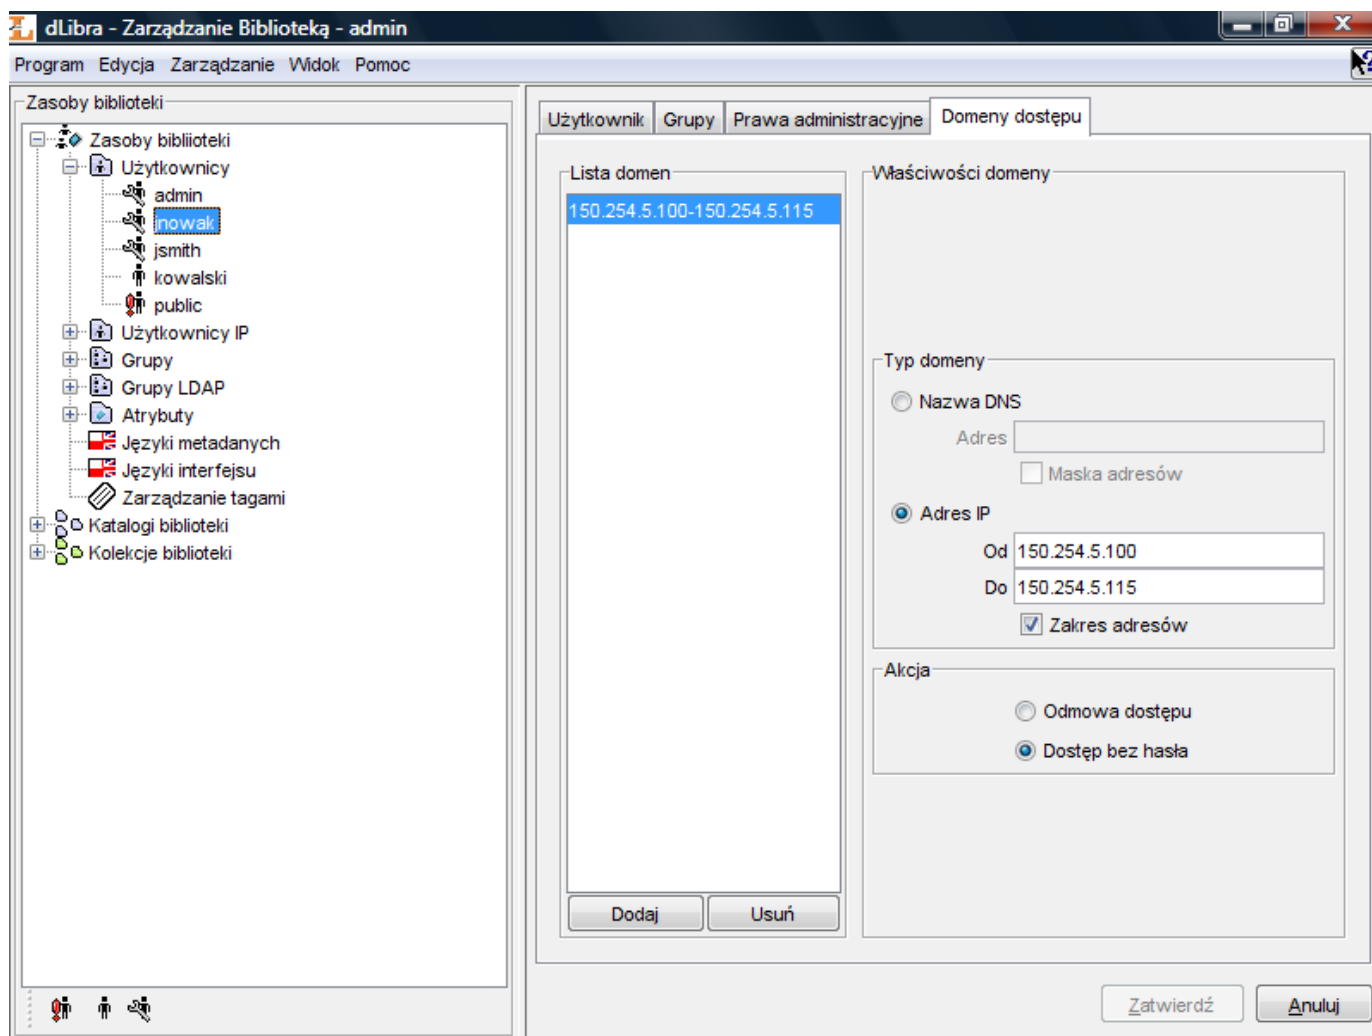 dLibra - Zarządzanie Biblioteką - admin
Program Edycja Zarządzanie Widok Pomoc
Zasoby biblioteki
Zasoby bibliioteki
Użytkownicy
admin
jnowak
jsmith
kowalski
public
Użytkownicy IP
Grupy
Grupy LDAP
Atrybuty
Języki metadanych
Języki interfejsu
Zarządzanie tagami
Katalogi biblioteki
Kolekcje biblioteki
Użytkownik Grupy Prawa administracyjne Domeny dostępu
Lista domen
150.254.5.100-150.254.5.115
Dodaj Usuń
Właściwości domeny
Typ domeny
Nazwa DNS
Adres
Maska adresów
Adres IP
Od 150.254.5.100
Do 150.254.5.115
Zakres adresów
Akcja
Odmowa dostępu
Dostęp bez hasła
Zatwierdź Anuluj